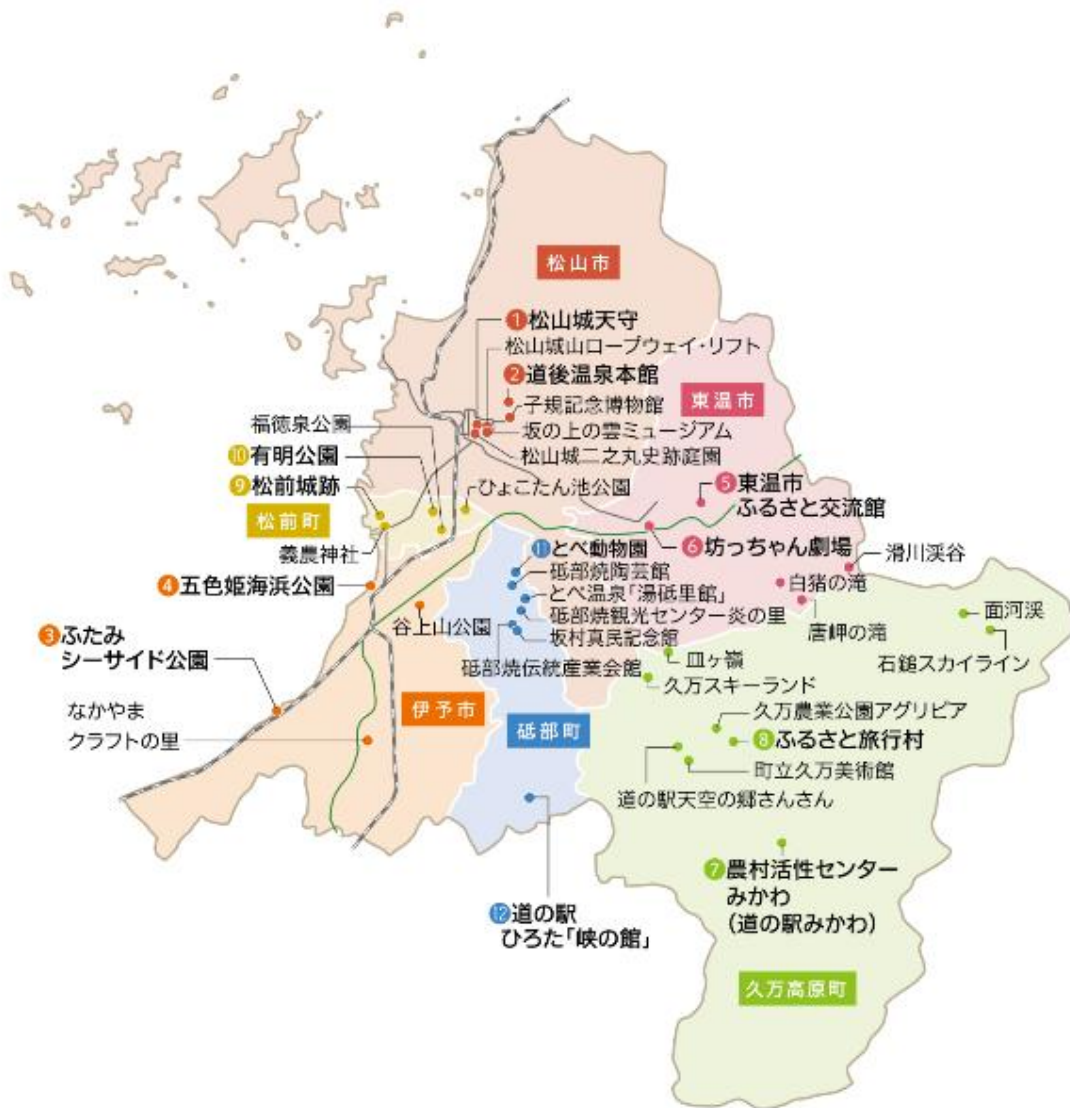 松山市
❶松山城天守
松山城山ロープウェイ・リフト
❷道後温泉本館
子規記念博物館
坂の上の雲ミュージアム
松山城二之丸史跡庭園
東温市
福徳泉公園
❿有明公園
❾松前城跡
松前町
ひょこたん池公園
義農神社
❺東温市
ふるさと交流館
❻坊っちゃん劇場
滑川渓谷
白猪の滝
唐岬の滝
面河渓
石鎚スカイライン
⓫とべ動物園
砥部焼陶芸館
とべ温泉「湯砥里館」
砥部焼観光センター炎の里
坂村真民記念館
砥部焼伝統産業会館
❹五色姫海浜公園
谷上山公園
❸ふたみ
シーサイド公園
なかやま
クラフトの里
伊予市
砥部町
皿ヶ嶺
久万スキーランド
久万農業公園アグリピア
❽ふるさと旅行村
町立久万美術館
道の駅天空の郷さんさん
❼農村活性センター
みかわ
(道の駅みかわ)
⓬道の駅
ひろた「峡の館」
久万高原町